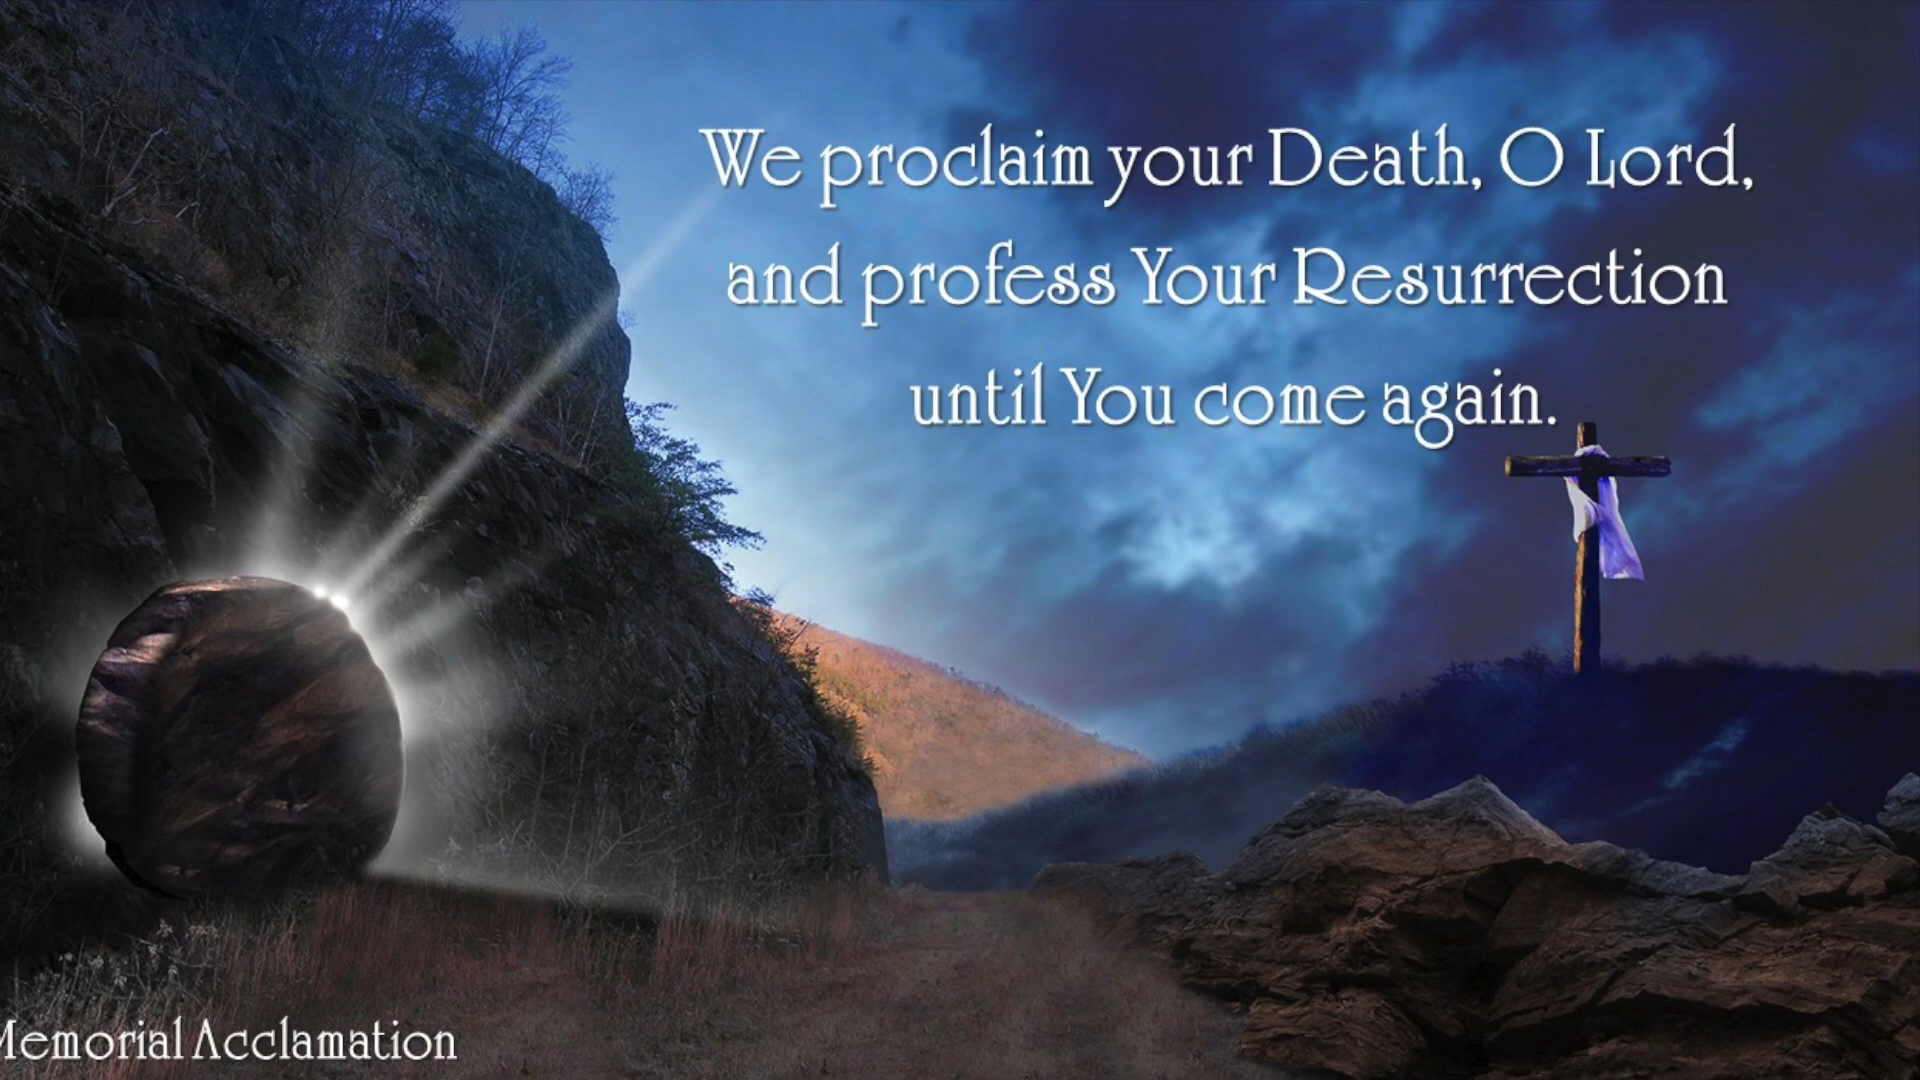 We proclaim your Death, O Lord,
and profess Your Resurrection
until You come again.
Memorial Acclamation